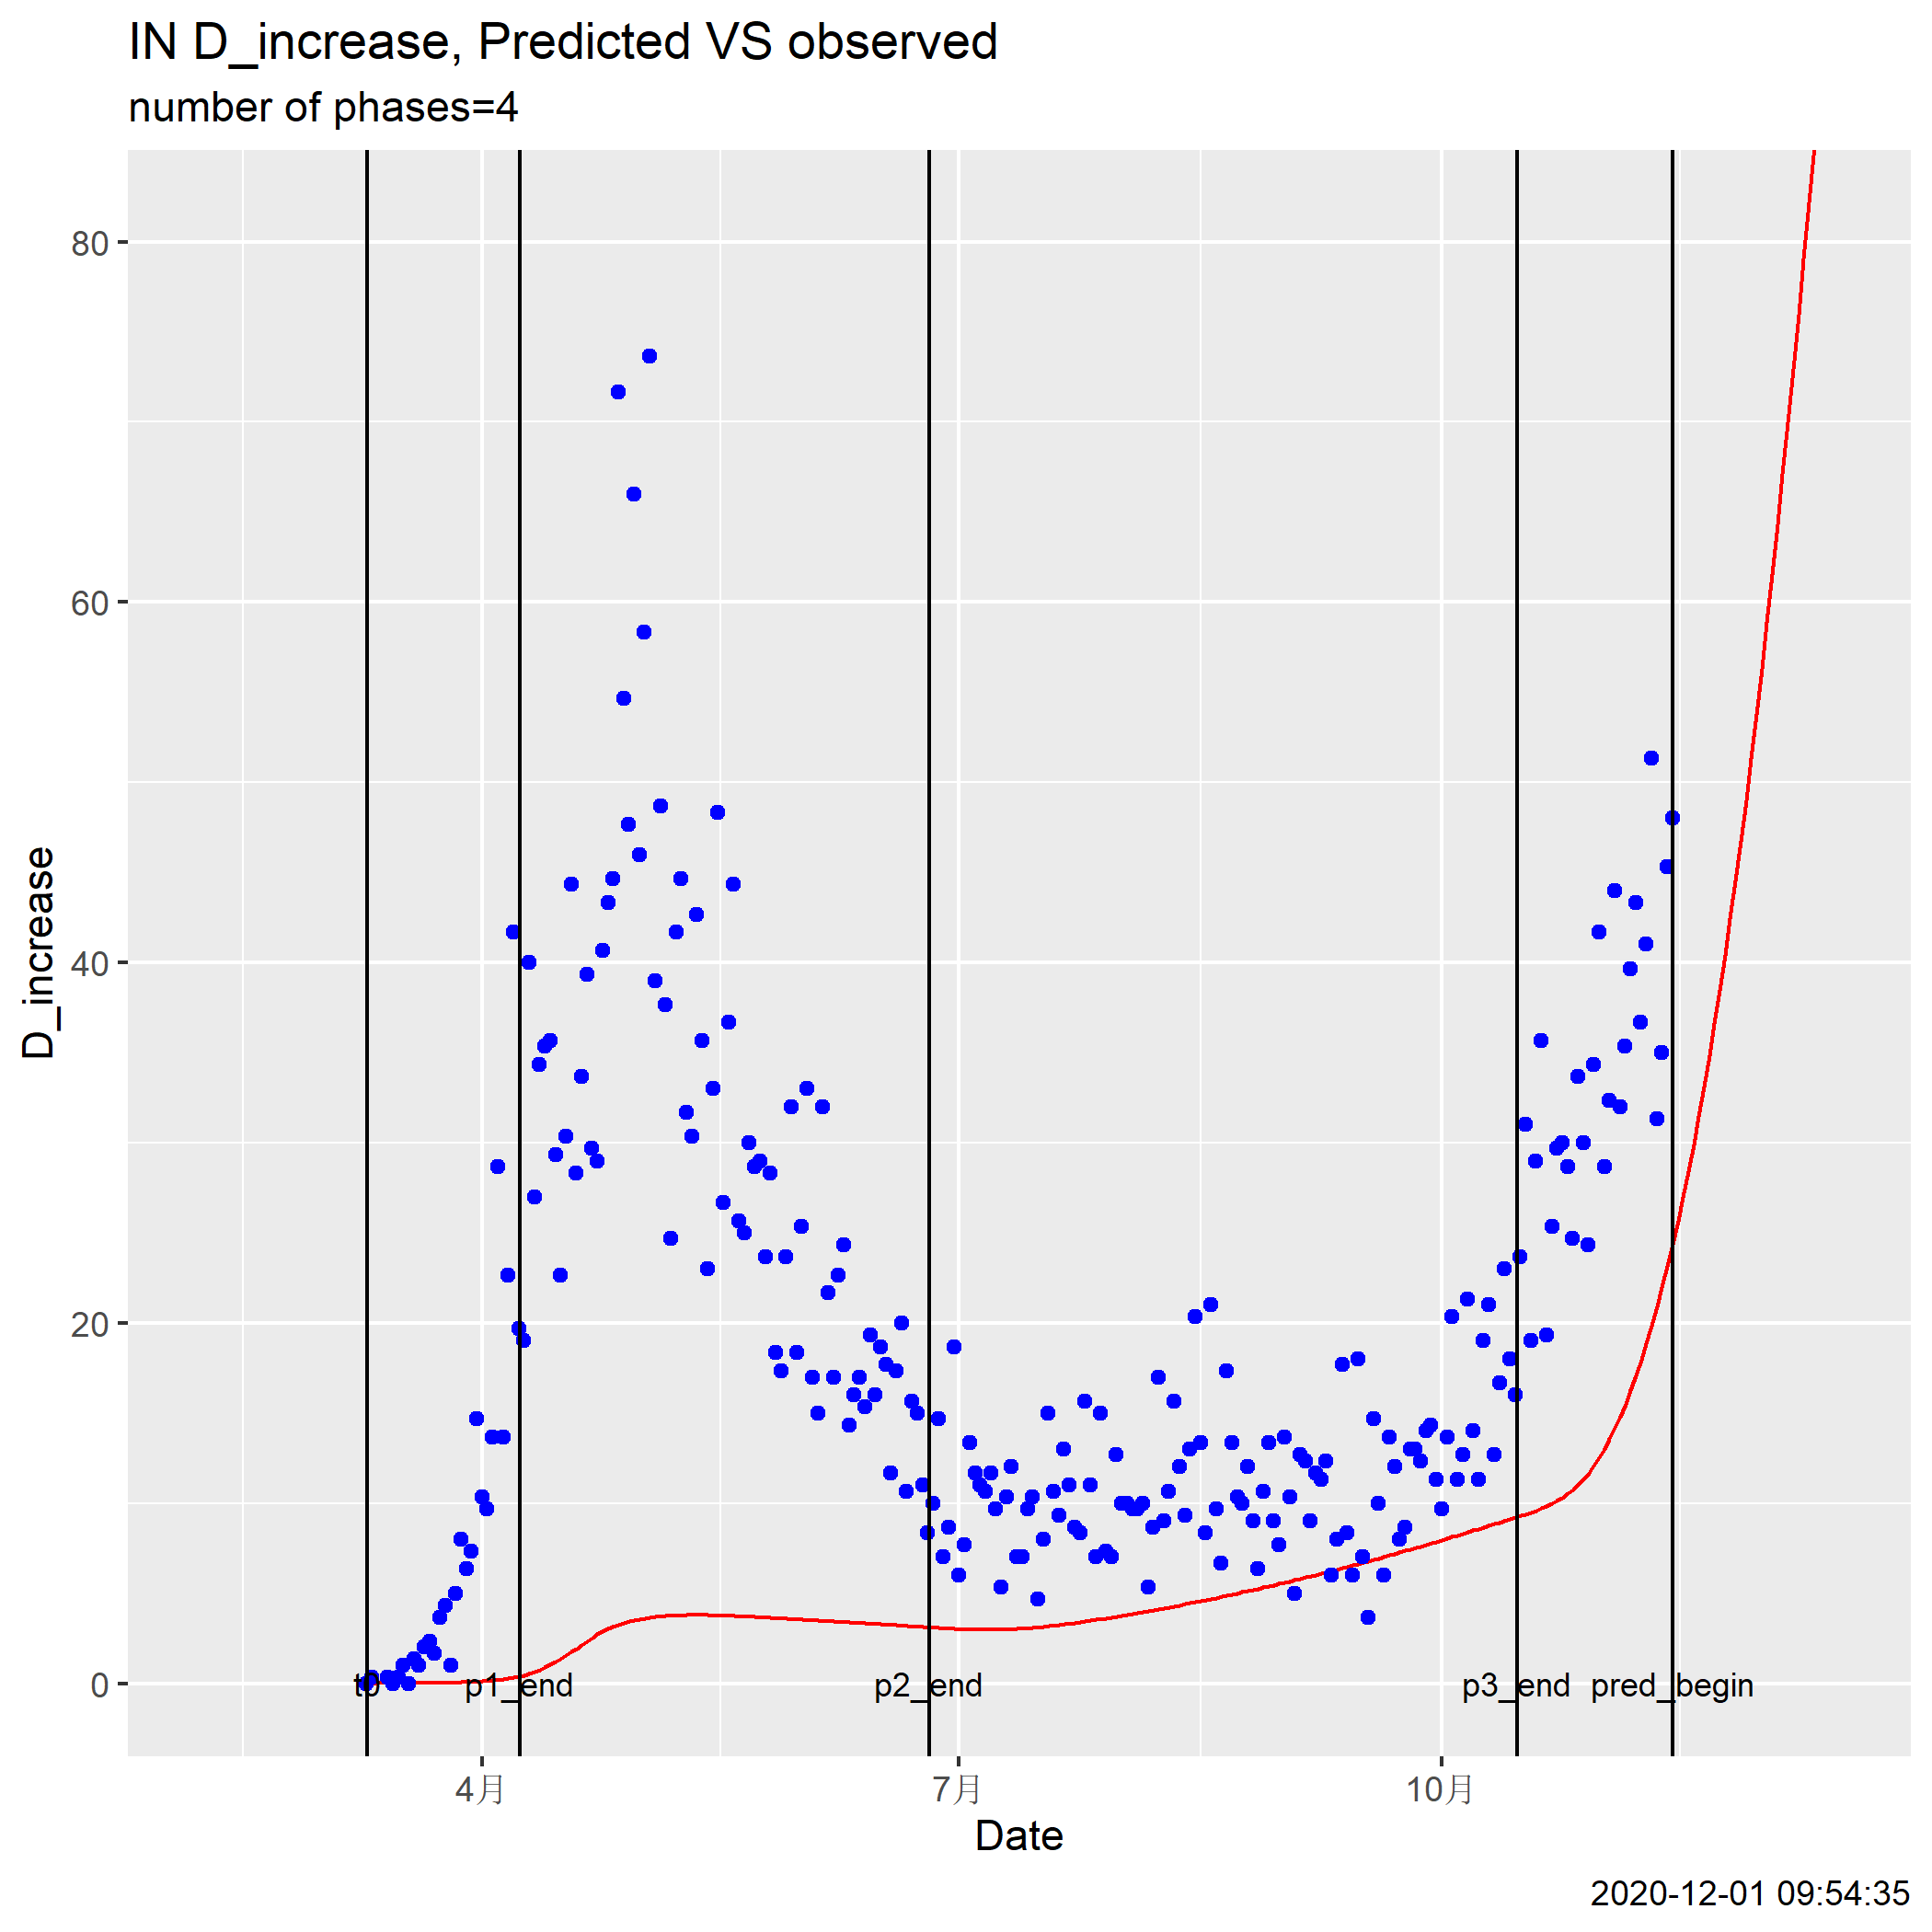 IN D_increase, Predicted VS observed
number of phases=4
D_increase
80
60
40
20
0
t0
p1_end
p2_end
p3_end
pred_begin
4月
7月
10月
Date
2020-12-01 09:54:35